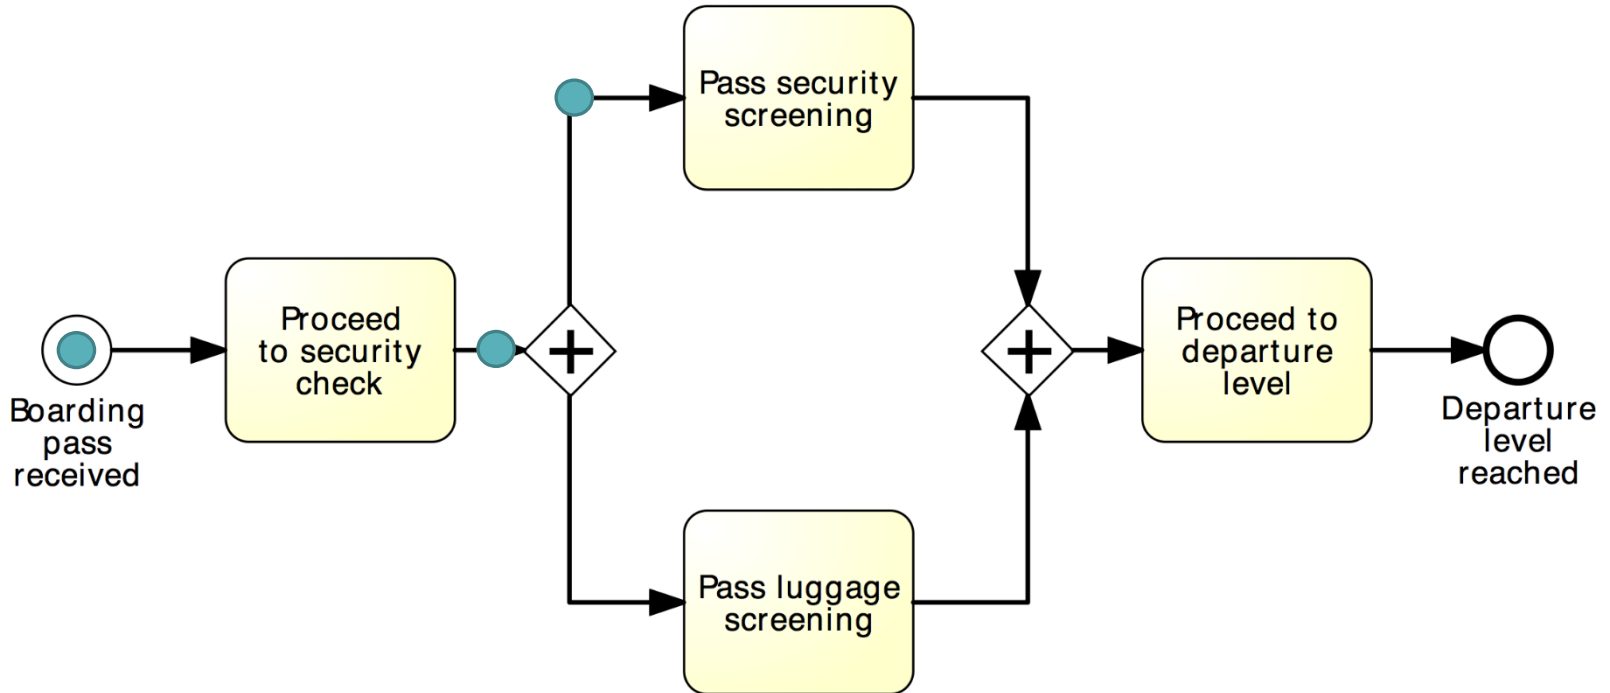 Boarding
pass
received
Proceed
to security
check
Pass security
screening
Pass luggage
screening
Proceed to
departure
level
Departure
level
reached